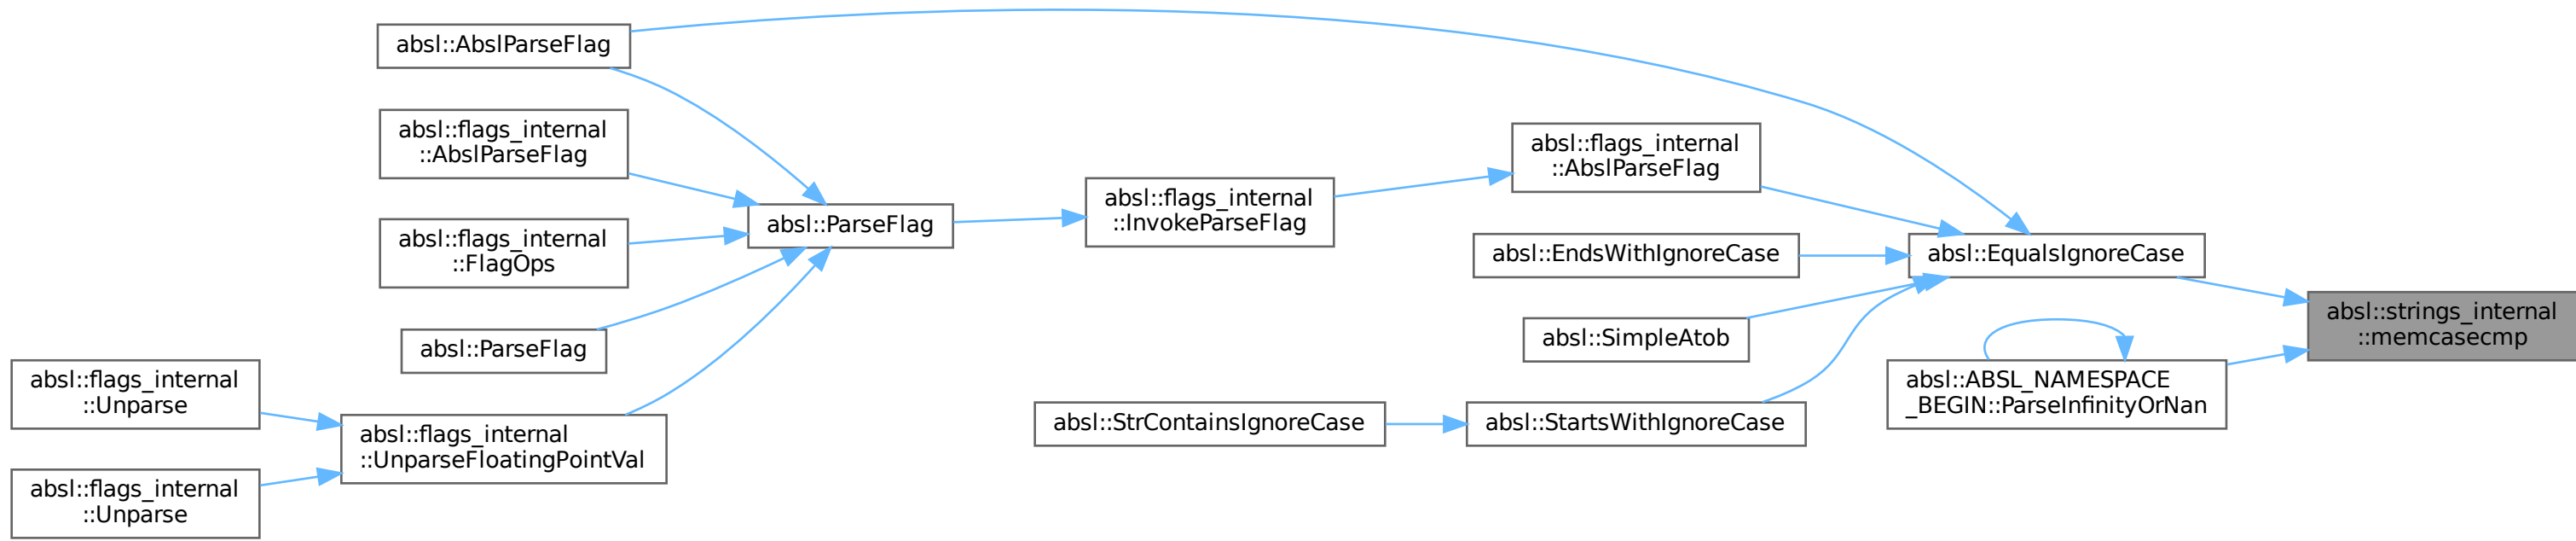 absl::AbslParseFlag
absl::flags_internal
::AbslParseFlag
absl::flags_internal
::FlagOps
absl::ParseFlag
absl::flags_internal
::Unparse
absl::flags_internal
::Unparse
absl::flags_internal
::UnparseFloatingPointVal
absl::ParseFlag
absl::flags_internal
::InvokeParseFlag
absl::StrContainsIgnoreCase
absl::flags_internal
::AbslParseFlag
absl::EndsWithIgnoreCase
absl::SimpleAtob
absl::StartsWithIgnoreCase
absl::EqualsIgnoreCase
absl::ABSL_NAMESPACE
_BEGIN::ParseInfinityOrNan
absl::strings_internal
::memcasecmp